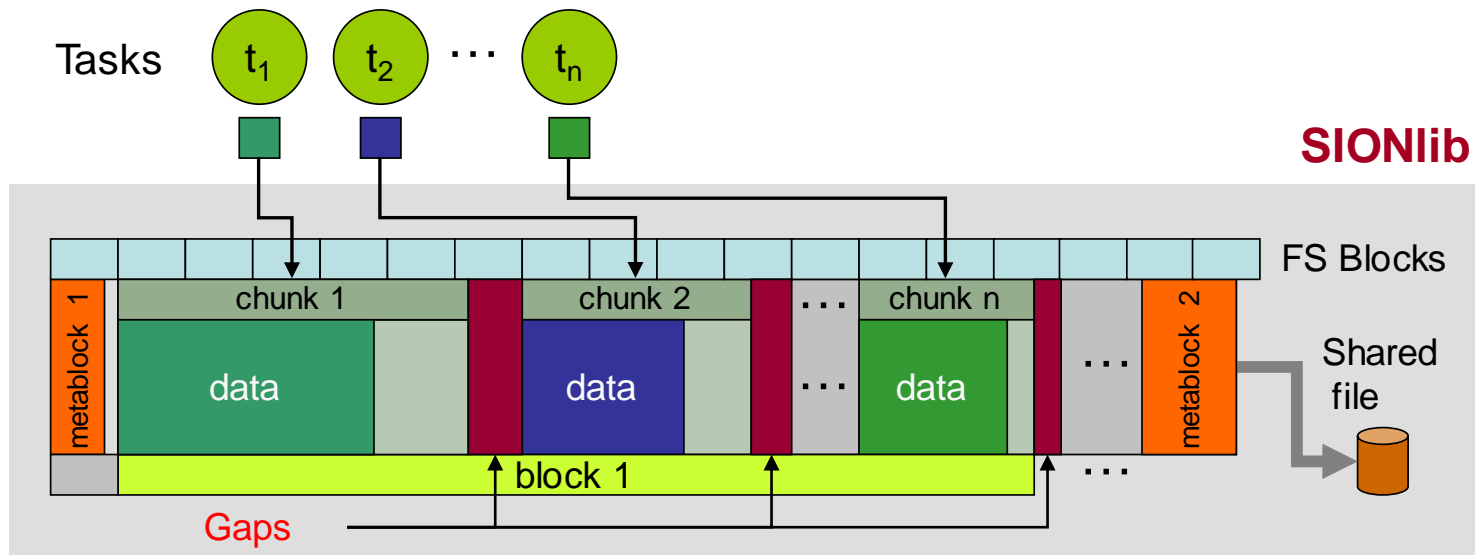 Tasks
t1
t2
...
tn
SIONlib
FS Blocks
metablock 1
chunk 1
chunk 2
...
chunk n
metablock 2
data
data
...
data
...
Shared
file
block 1
...
Gaps